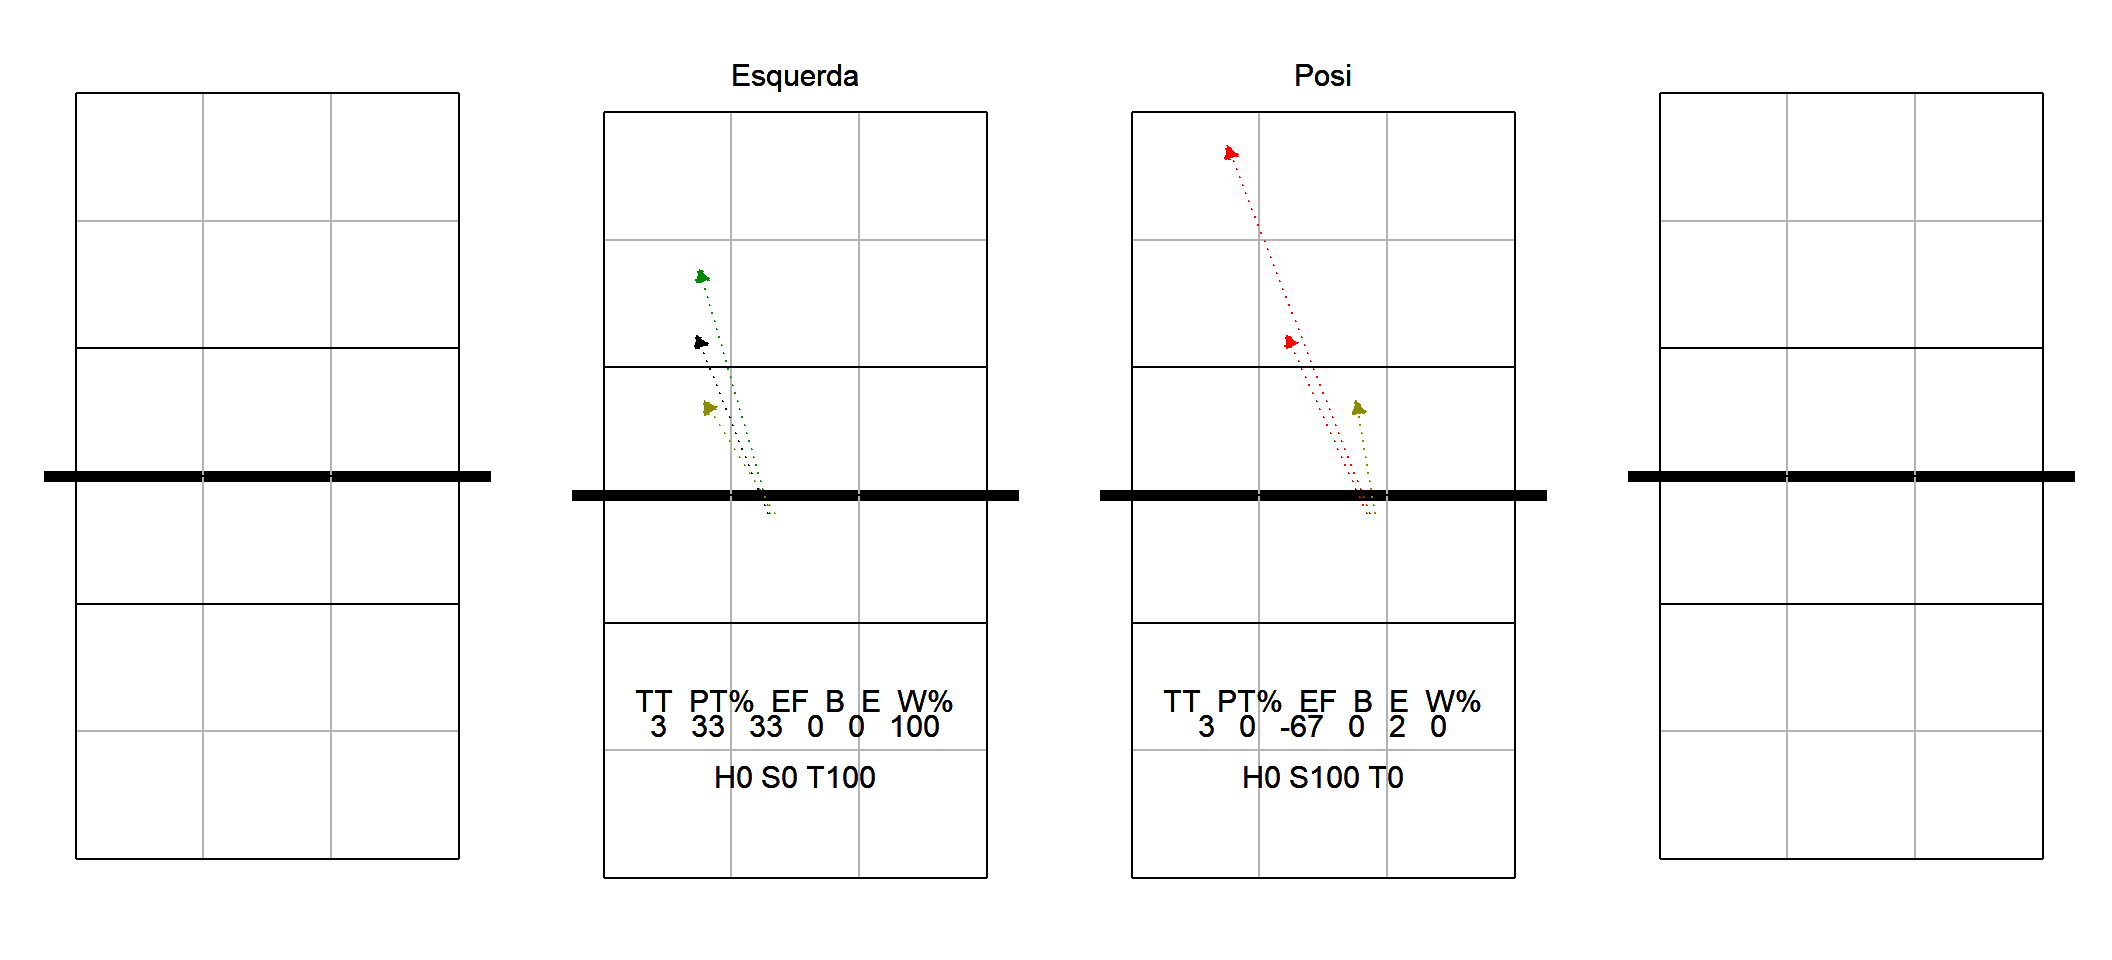 Esquerda
TT PT% EF B E W%
3 33 33 0 0 100
H0 S0 T100
Posi
TT PT% EF B E W%
3 0 -67 0 2 0
H0 S100 T0